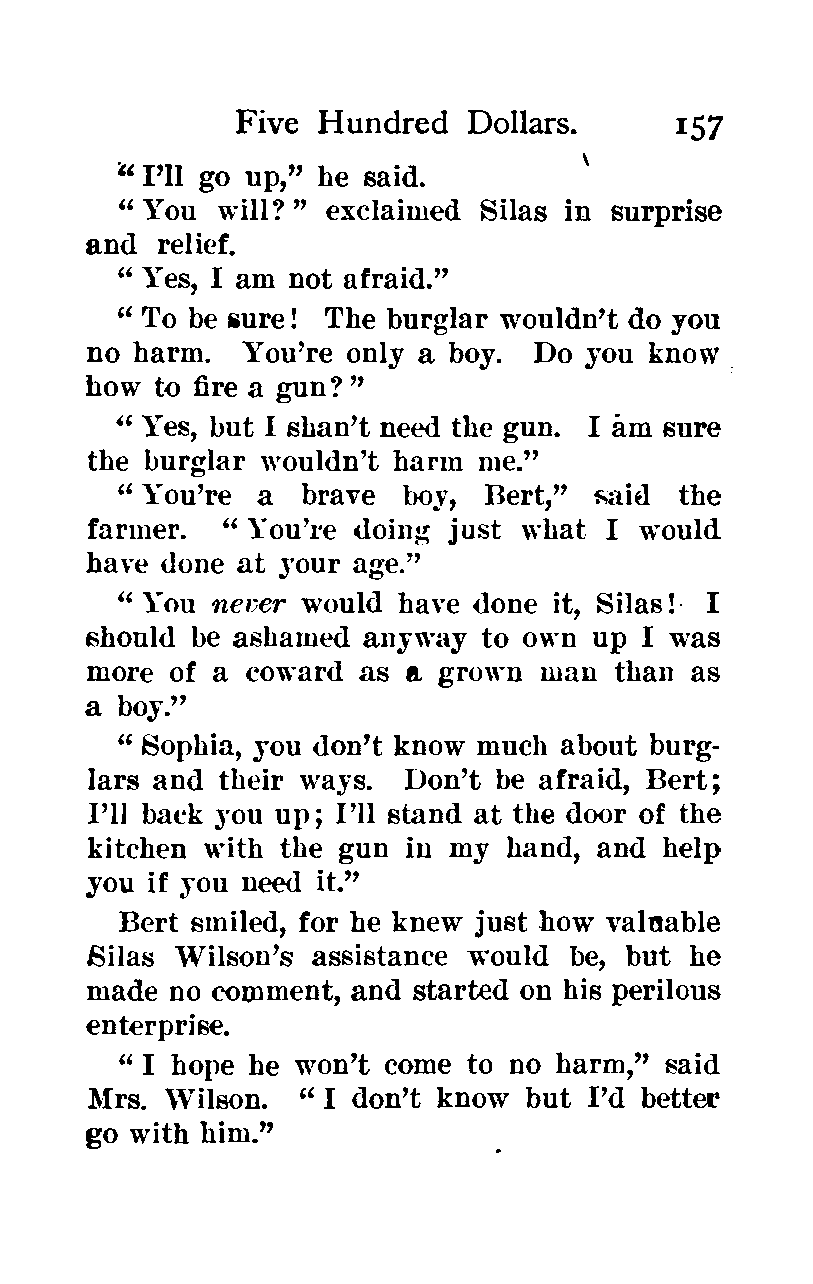 Five Hundred Dollars. 157
“ I’ll go up,” he said.
“ You will? ” exclaimed Silas in surprise
and relief.
“ Yes, I am not afraid.”
“ To be sure! The burglar wouldn’t do you
no harm. You’re only a boy. Do you know
how to fire a gun? ”
“ Yes, but I shan’t need the gun. I am sure
the burglar wouldn’t harm me.”
“ You’re a brave boy, Bert,” said the
farmer. “ You’re doing just what I would
have done at your age.”
“ You never would have done it, Silas! I
should be ashamed anyway to own up I was
more of a coward as a grown man than as
a boy.”
“ Sophia, you don’t know much about burg-
lars and their ways. Don’t be afraid, Bert;
I’ll back you up; I’ll stand at the door of the
kitchen with the gun in my hand, and help
you if you need it.”
Bert smiled, for he knew just how valuable
Silas Wilson’s assistance would be, but he
made no comment, and started on his perilous
enterprise.
“ I hope he won’t come to no harm,” said
Mrs. Wilson. “ I don’t know but I’d better
go with him.”